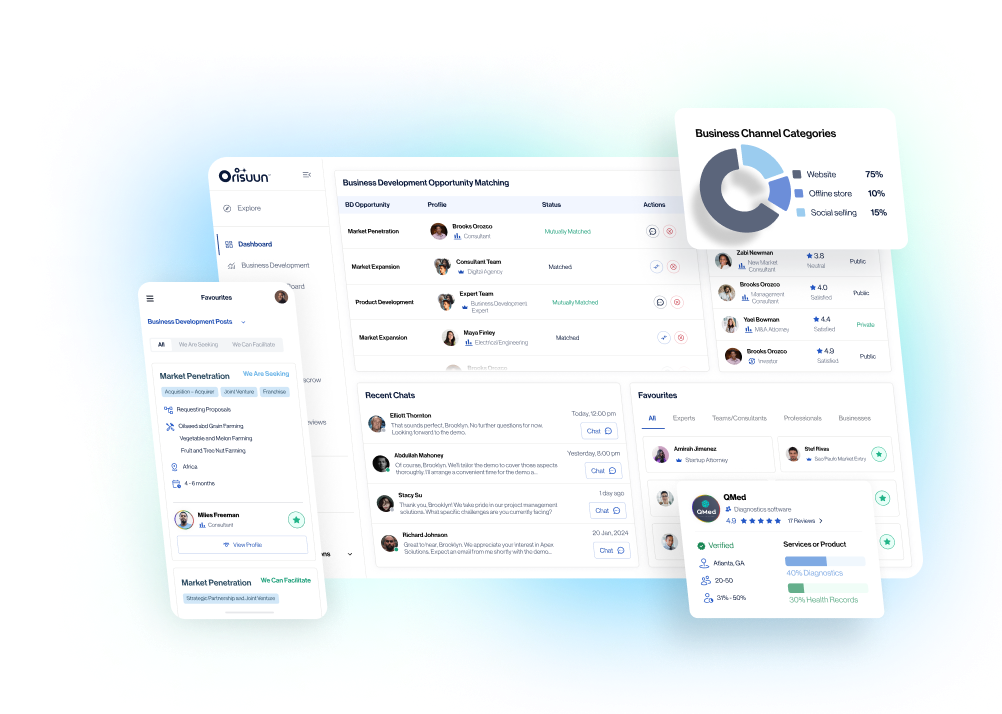 Business Channel Categories
Website 75%
Offline store 10%
Social selling 15%
Orisuun
Explore
Dashboard
Business Development
Board
Business Development Opportunity Matching
BD Opportunity Profile Status Actions
Market Penetration Brooks Orozco Mutually Matched
Consultant
Market Expansion Consultant Team Matched
Digital Agency
Product Development Expert Team Mutually Matched
Business Development
Expert
Market Expansion Maya Finley Matched
Electrical Engineering
Brooks Orozco
Zabi Newman 3.8 Public
New Market Neutral
Consultant
Brooks Orozco 4.0 Public
Management Satisfied
Consultant
Yael Bowman 4.4 Private
M&A Attorney Satisfied
Brooks Orozco 4.9 Public
Investor Satisfied
Recent Chats
Elliott Thornton Today, 12:00 pm
That sounds perfect, Brooklyn. No further questions for now.
Looking forward to the demo.
Chat
Abdullah Mahoney Yesterday, 8:00 pm
Of course, Brooklyn. We'll tailor the demo to cover those aspects
thoroughly. I'll arrange a convenient time for the demo a...
Chat
Stacy Su 1 day ago
Thank you, Brooklyn! We take pride in our project management
solutions. What specific challenges are you currently facing?
Chat
Richard Johnson 20 Jan, 2024
Great to hear, Brooklyn. We appreciate your interest in Apex
Solutions. Expect an email from me shortly with the demo...
Chat
Favourites
All Experts Teams/Consultants Professionals Businesses
Amirah Jimenez
Startup Attorney
Stef Rivas
Sao/Paulo Market Entry
QMed
QMed
Diagnostics software
4.9 17 Reviews
Verified
Atlanta, GA
20-50
31% - 50%
Services or Product
40% Diagnostics
30% Health Records
Favourites
Business Development Posts
All We Are Seeking We Can Facilitate
Market Penetration We Are Seeking
Acquisition – Acquirer Joint Venture Franchise
Requesting Proposals
Oilseed abd Grain Farming
Vegetable and Melon Farming
Fruit and Tree Nut Farming
Africa,
4 - 6 months
Miles Freeman
Consultant
View Profile
Market Penetration We Can Facilitate
Strategic Partnership and Joint Venture
scrow
eviews
ons